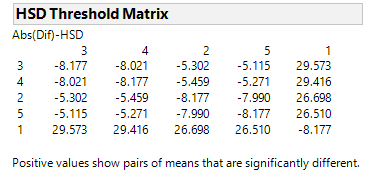 HSD Threshold Matrix
Abs(Dif)-HSD
3 4 2 5 1
3 -8.177 -8.021 -5.302 -5.115 29.573
4 -8.021 -8.177 -5.459 -5.271 29.416
2 -5.302 -5.459 -8.177 -7.990 26.698
5 -5.115 -5.271 -7.990 -8.177 26.510
1 29.573 29.416 26.698 26.510 -8.177
Positive values show pairs of means that are significantly different.